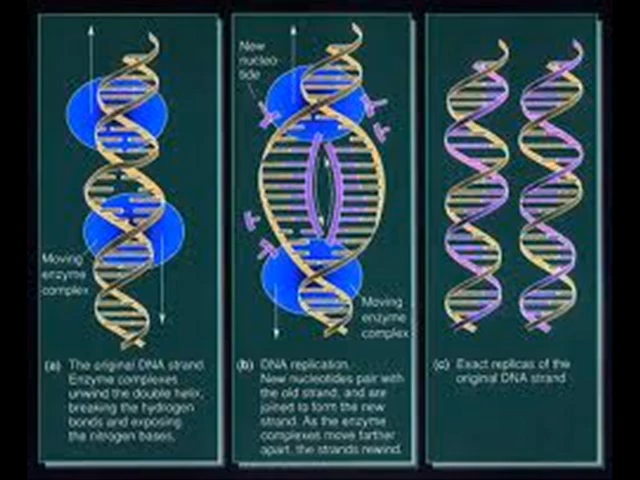 Moving
enzyme
complex
(a) The original DNA strand.
Enzyme complexes
unwind the double helix,
breaking the hydrogen
bonds and exposing
the nitrogen bases.
New
nucleo
tide
Moving
enzyme
complex
(b) DNA replication.
New nucleotides pair with
the old strand, and are
joined to form the new
strand. As the enzyme
complexes move farther
apart, the strands rewind.
(c) Exact replicas of the
original DNA strand